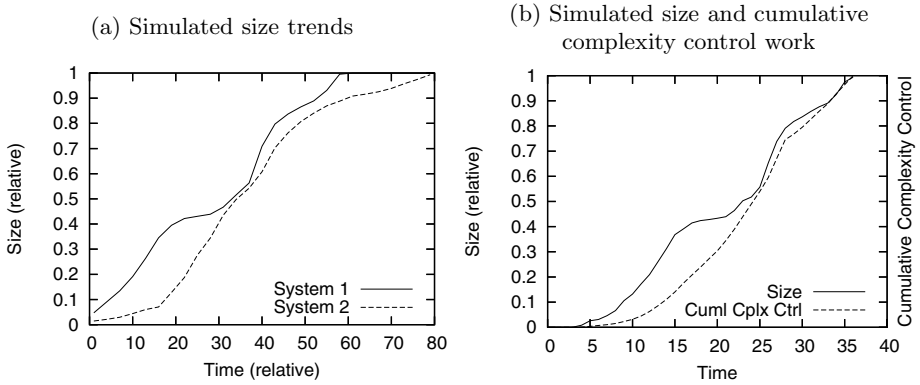 (a) Simulated size trends
Size (relative)
1
0.9
0.8
0.7
0.6
0.5
0.4
0.3
0.2
0.1
0
System 1
System 2
0 10 20 30 40 50 60 70 80
Time (relative)
(b) Simulated size and cumulative
complexity control work
Size (relative)
1
0.9
0.8
0.7
0.6
0.5
0.4
0.3
0.2
0.1
0
Size
Cuml Cplx Ctrl
0 5 10 15 20 25 30 35 40
Time
Cumulative Complexity Control